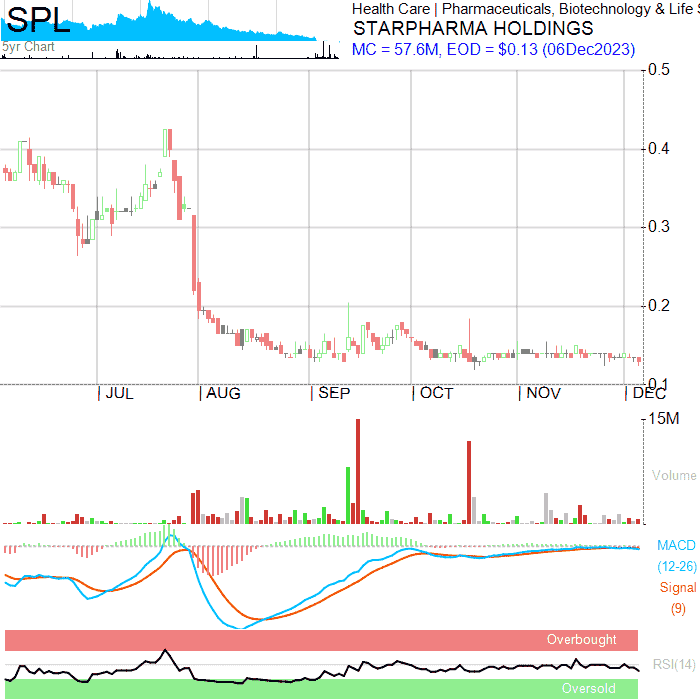 SPL
5yr Chart
Health Care | Pharmaceuticals, Biotechnology & Life S
STARPHARMA HOLDINGS
MC = 57.6M, EOD = $0.13 (06Dec2023)
0.5
0.4
0.3
0.2
0.1
| JUL | AUG | SEP | OCT | NOV | DEC
15M
Volume
MACD
(12-26)
Signal
(9)
Overbought
RSI(14)
Oversold